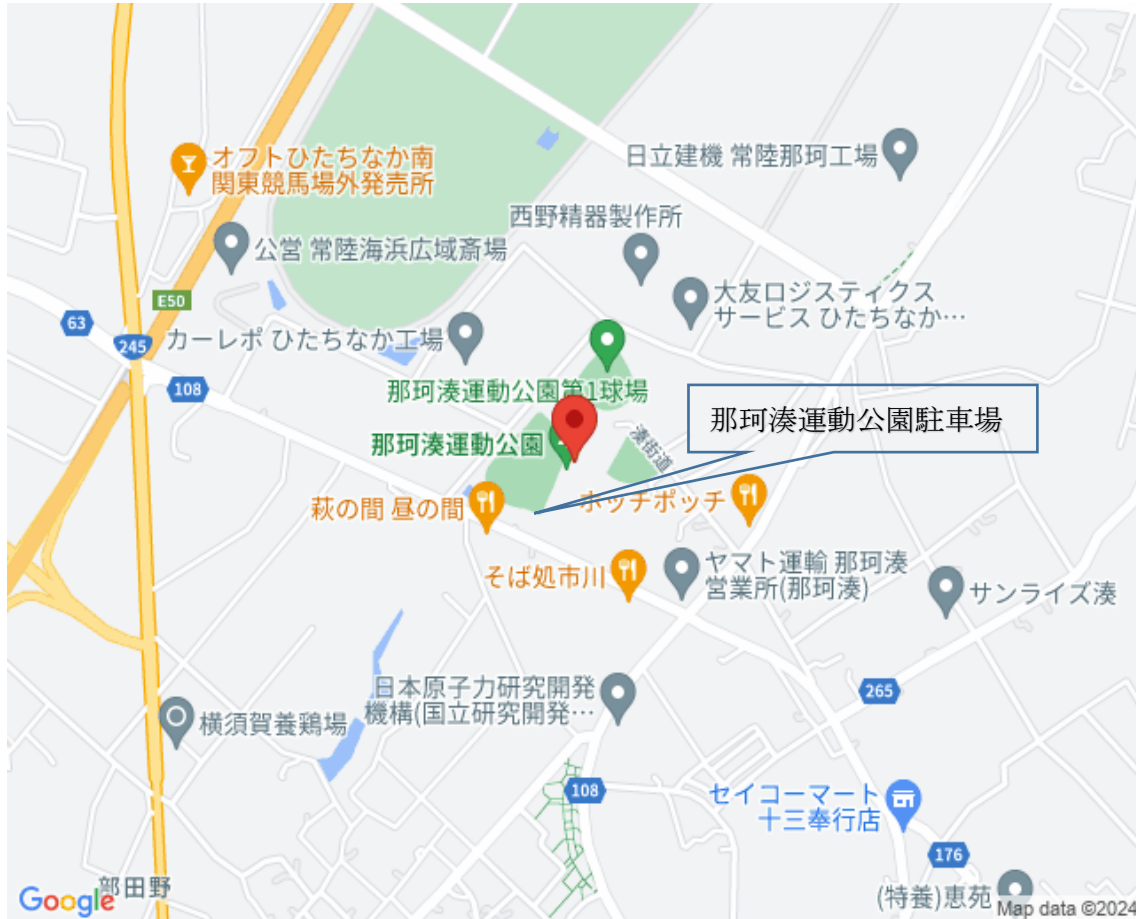 オフトひたちなか南
関東競馬場外発売所
日立建機 常陸那珂工場
西野精器製作所
公営 常陸海浜広域斎場
大友ロジスティクス
サービス ひたちなか…
E50
63
245
カーレポ ひたちなか工場
108
那珂湊運動公園第1球場
那珂湊運動公園駐車場
那珂湊運動公園
湊街道
萩の間 昼の間
ホッチポッチ
そば処市川
ヤマト運輸 那珂湊
営業所(那珂湊)
サンライズ湊
日本原子力研究開発
機構(国立研究開発…
265
横須賀養鶏場
108
セイコーマート
十三奉行店
176
部田野
(特養)恵苑
Google
Map data ©2024